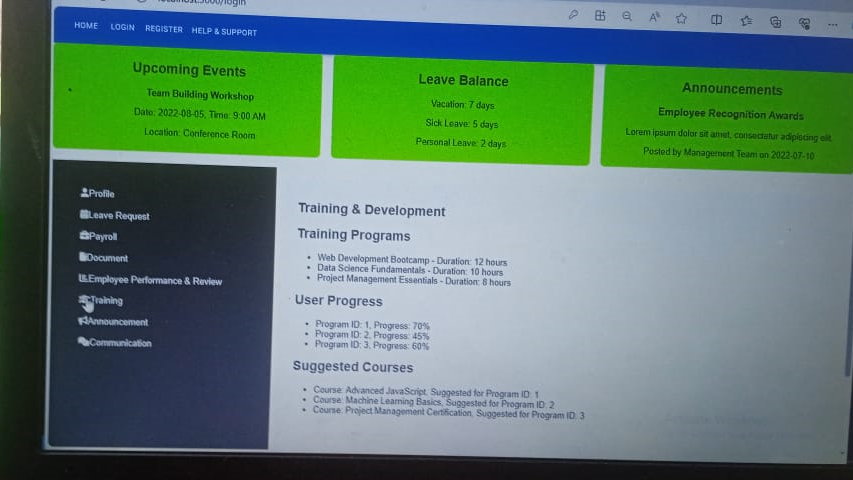 localhost:3000/login
HOME LOGIN REGISTER HELP & SUPPORT
Upcoming Events
Team Building Workshop
Date: 2022-08-05, Time: 9:00 AM
Location: Conference Room
Leave Balance
Vacation: 7 days
Sick Leave: 5 days
Personal Leave: 2 days
Announcements
Employee Recognition Awards
Lorem ipsum dolor sit amet, consectetur adipiscing elit.
Posted by Management Team on 2022-07-10
Profile
Leave Request
Payroll
Document
Employee Performance & Review
Training
Announcement
Communication
Training & Development
Training Programs
Web Development Bootcamp - Duration: 12 hours
Data Science Fundamentals - Duration: 10 hours
Project Management Essentials - Duration: 8 hours
User Progress
Program ID: 1, Progress: 70%
Program ID: 2, Progress: 45%
Program ID: 3, Progress: 60%
Suggested Courses
Course: Advanced JavaScript, Suggested for Program ID: 1
Course: Machine Learning Basics, Suggested for Program ID: 2
Course: Project Management Certification, Suggested for Program ID: 3